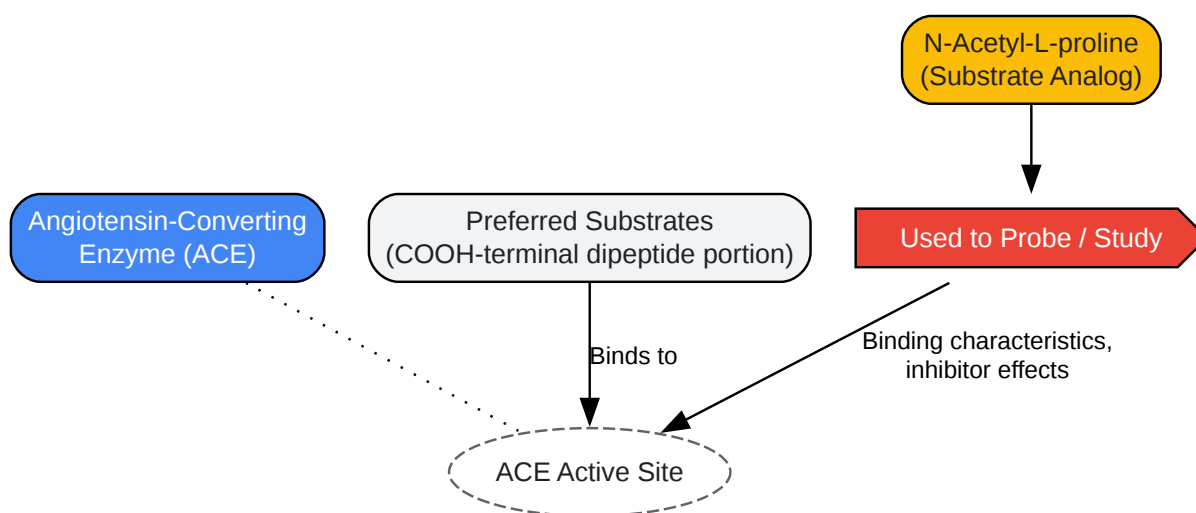 N-Acetyl-L-proline
(Substrate Analog)
Angiotensin-Converting
Enzyme (ACE)
Preferred Substrates
(COOH-terminal dipeptide portion)
Used to Probe / Study
Binds to
Binding characteristics,
inhibitor effects
ACE Active Site